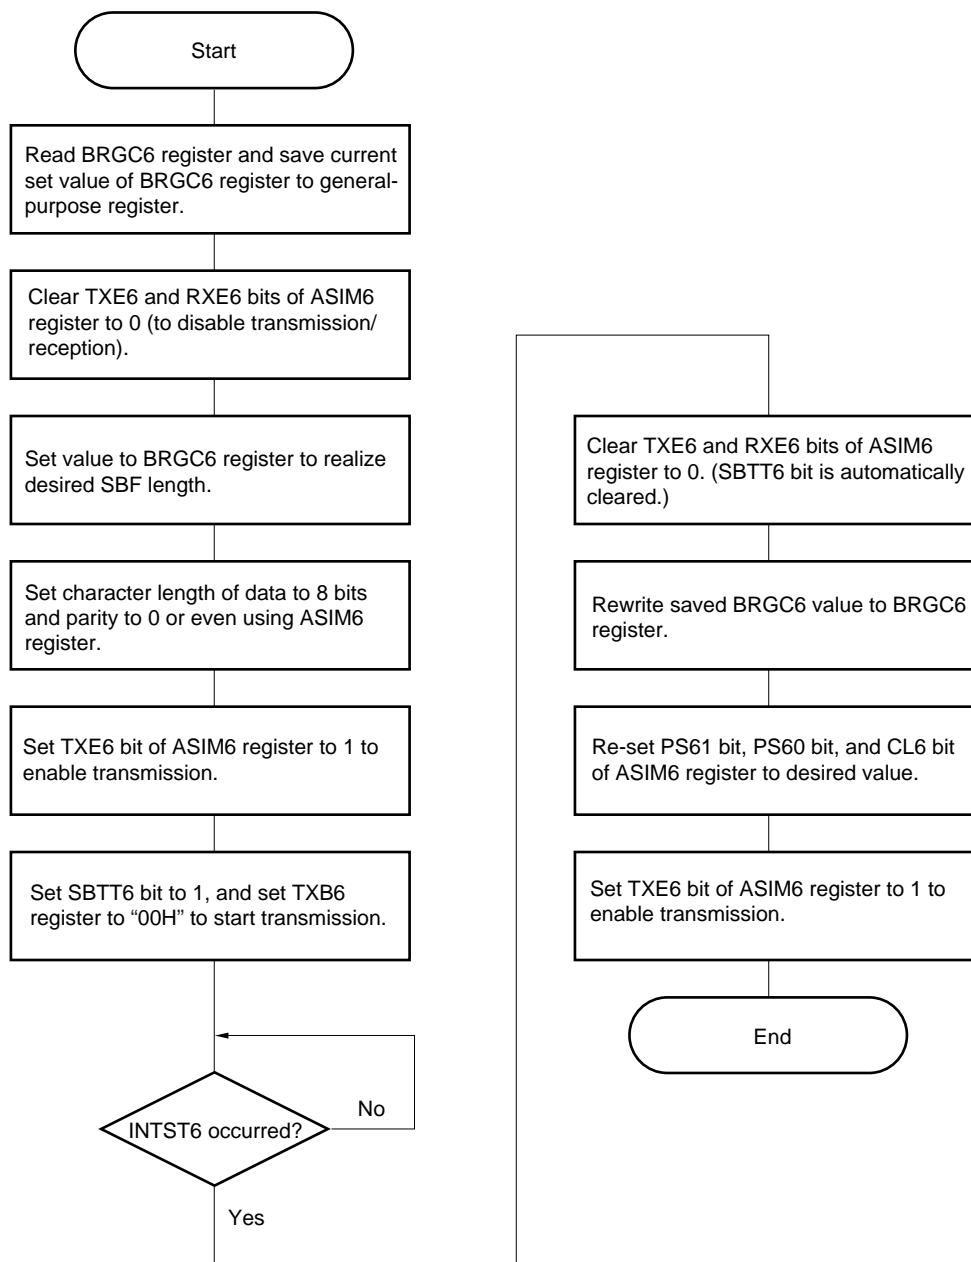 Start
Read BRGC6 register and save current
set value of BRGC6 register to general-
purpose register.
Clear TXE6 and RXE6 bits of ASIM6
register to 0 (to disable transmission/
reception).
Set value to BRGC6 register to realize
desired SBF length.
Set character length of data to 8 bits
and parity to 0 or even using ASIM6
register.
Set TXE6 bit of ASIM6 register to 1 to
enable transmission.
Set SBTT6 bit to 1, and set TXB6
register to “00H” to start transmission.
INTST6 occurred?
No
Yes
Clear TXE6 and RXE6 bits of ASIM6
register to 0. (SBTT6 bit is automatically
cleared.)
Rewrite saved BRGC6 value to BRGC6
register.
Re-set PS61 bit, PS60 bit, and CL6 bit
of ASIM6 register to desired value.
Set TXE6 bit of ASIM6 register to 1 to
enable transmission.
End